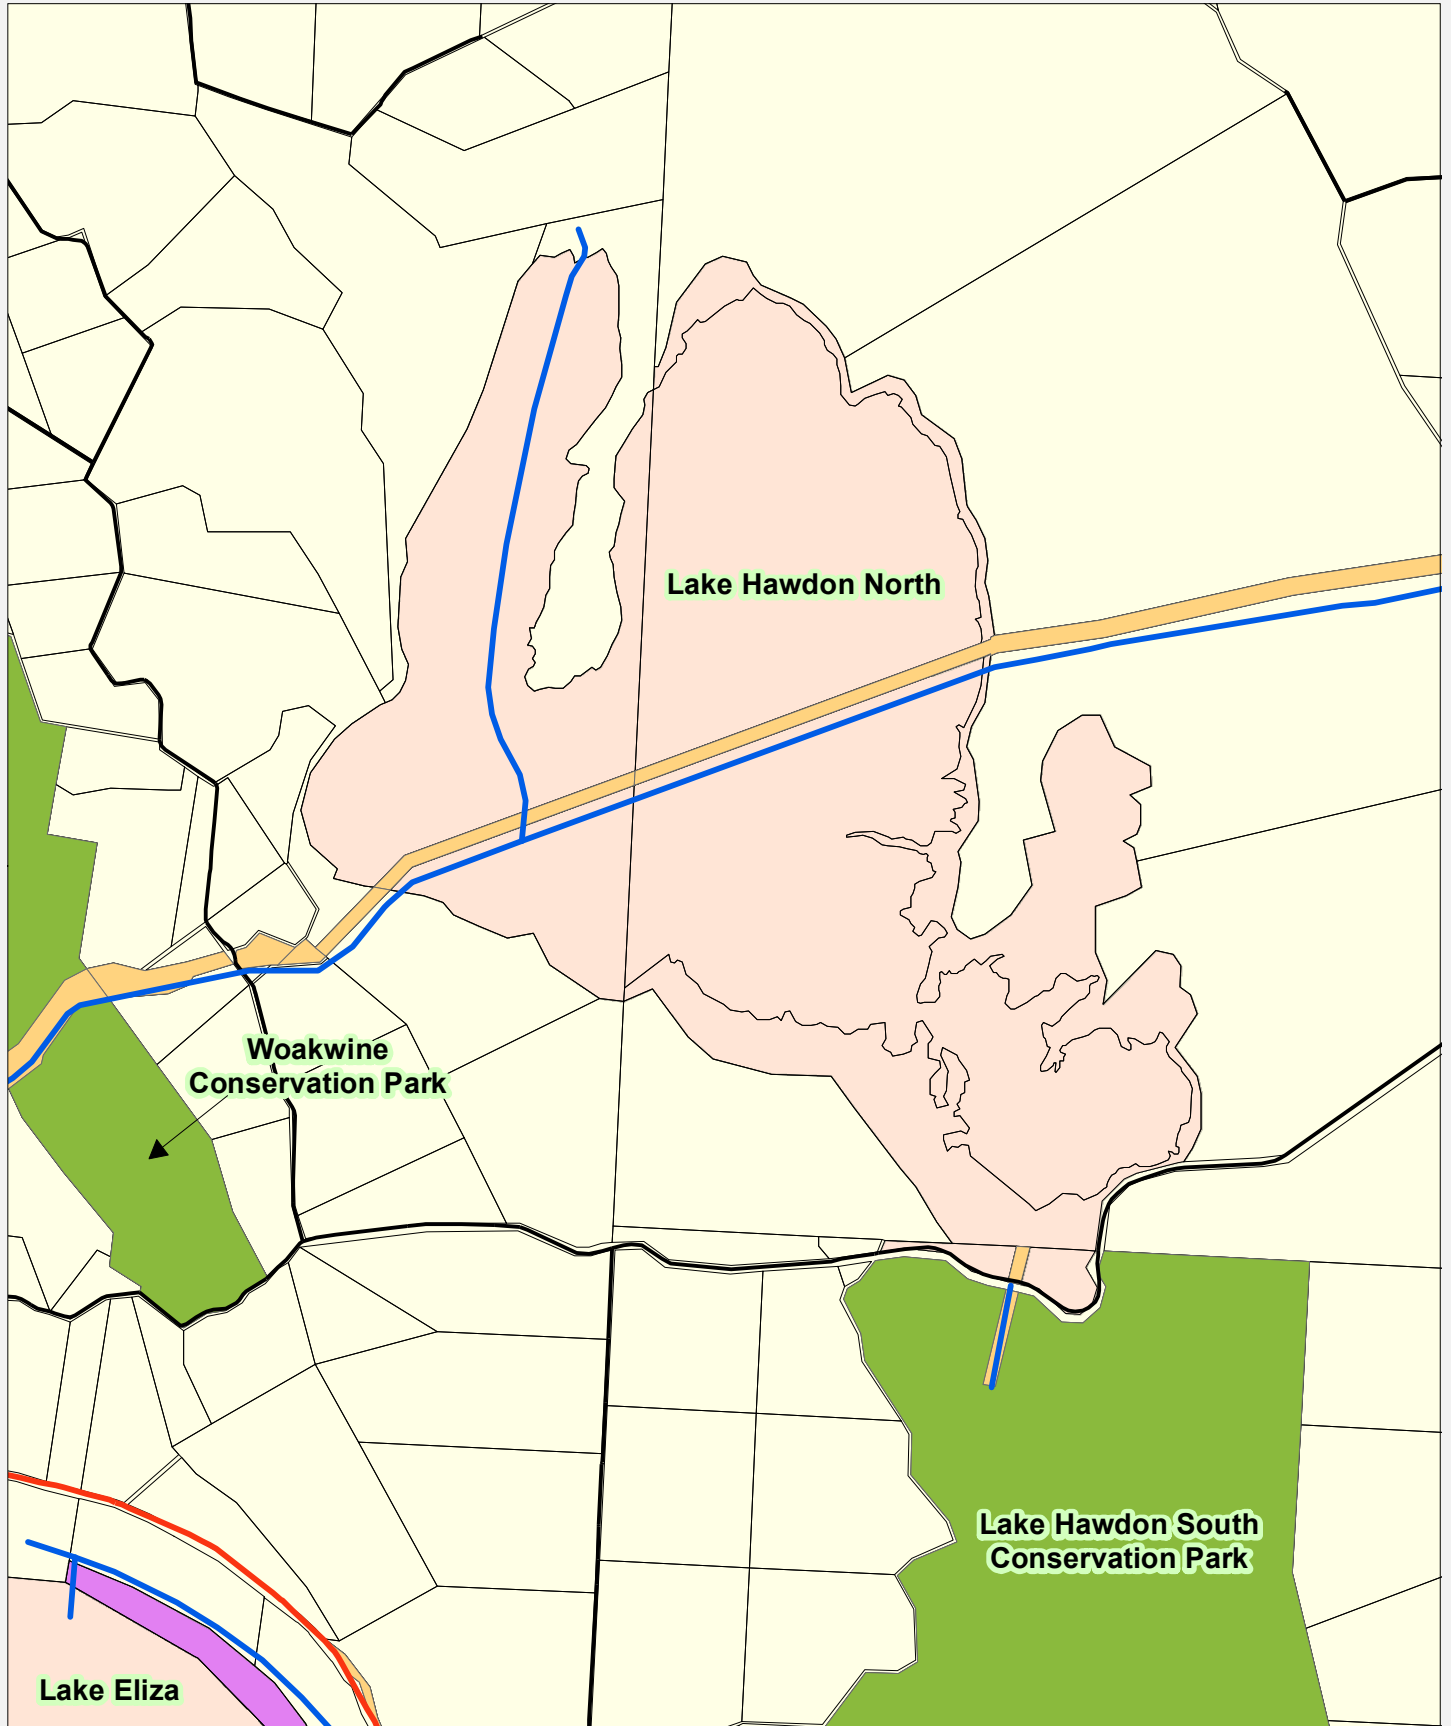 Lake Hawdon North
Woakwine
Conservation Park
Lake Hawdon South
Conservation Park
Lake Eliza